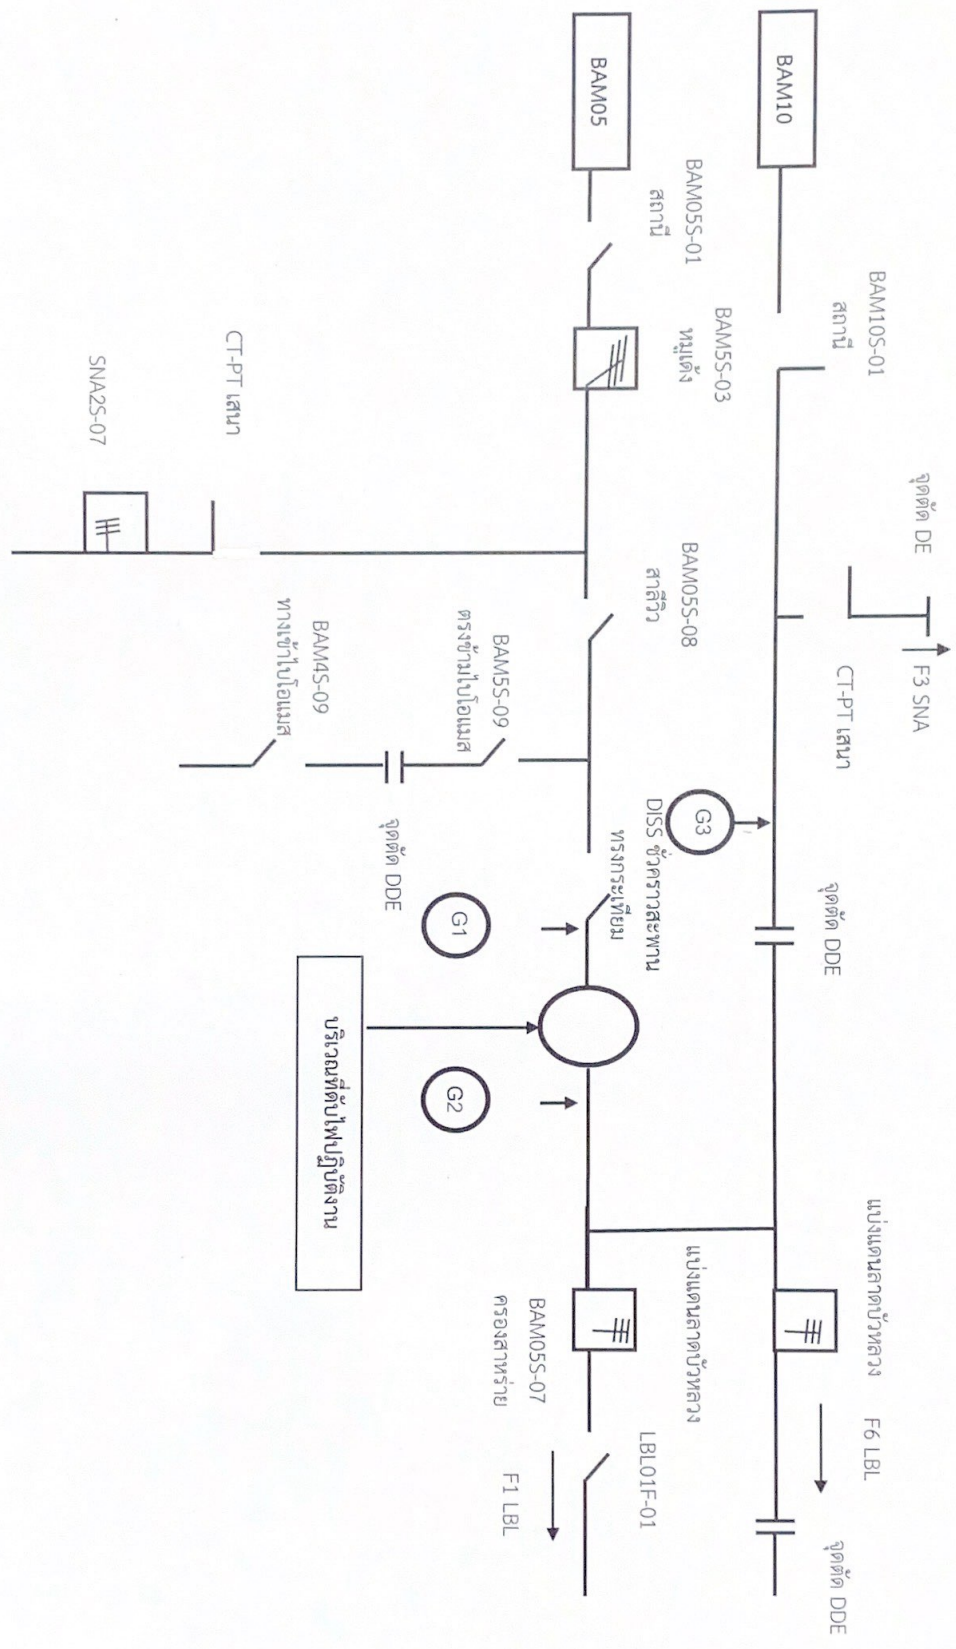 BAM10
BAM10S-01
สถานี
จุดตัด DE
F3 SNA
CT-PT เสนา
G3
จุดตัด DDE
แบ่งแดนลาดบัวหลวง
F6 LBL
จุดตัด DDE
BAM05
BAM05S-01
สถานี
BAM5S-03
หมูเด้ง
BAM05S-08
สาลีวิว
DISS ชั่วคราวสะพาน
ทรงกระเทียม
แบ่งแดนลาดบัวหลวง
LBL01F-01
BAM05S-07
ครองสาหร่าย
F1 LBL
G1
G2
BAM5S-09
ตรงข้ามไบโอแมส
จุดตัด DDE
BAM4S-09
ทางเข้าไบโอแมส
บริเวณที่ดับไฟปฏิบัติงาน
CT-PT เสนา
SNA2S-07